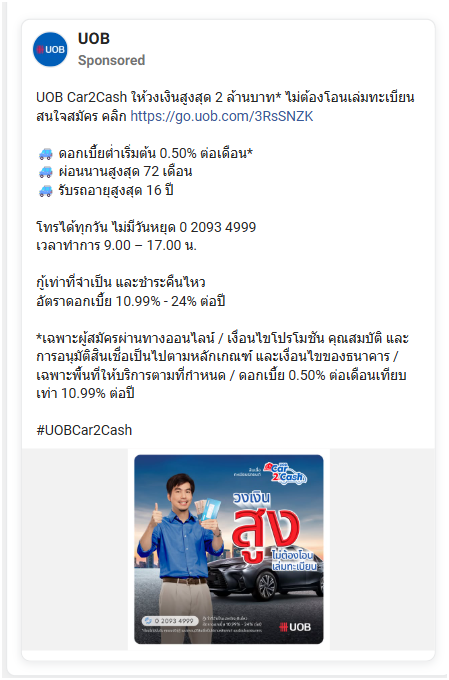 UOB
Sponsored
UOB Car2Cash ให้วงเงินสูงสุด 2 ล้านบาท* ไม่ต้องโอนเล่มทะเบียน
สนใจสมัคร คลิก https://go.uob.com/3RsSNZK
🚙 ดอกเบี้ยต่ำเริ่มต้น 0.50% ต่อเดือน*
🚙 ผ่อนนานสูงสุด 72 เดือน
🚙 รับรถอายุสูงสุด 16 ปี
โทรได้ทุกวัน ไม่มีวันหยุด 0 2093 4999
เวลาทำการ 9.00 – 17.00 น.
กู้เท่าที่จำเป็น และชำระคืนไหว
อัตราดอกเบี้ย 10.99% - 24% ต่อปี
*เฉพาะผู้สมัครผ่านทางออนไลน์ / เงื่อนไขโปรโมชัน คุณสมบัติ และ
การอนุมัติสินเชื่อเป็นไปตามหลักเกณฑ์ และเงื่อนไขของธนาคาร /
เฉพาะพื้นที่ให้บริการตามที่กำหนด / ดอกเบี้ย 0.50% ต่อเดือนเทียบ
เท่า 10.99% ต่อปี
#UOBCar2Cash
Car
2Cash
วงเงิน
สูง
ไม่ต้องโอน
เล่มทะเบียน
0 2093 4999
UOB